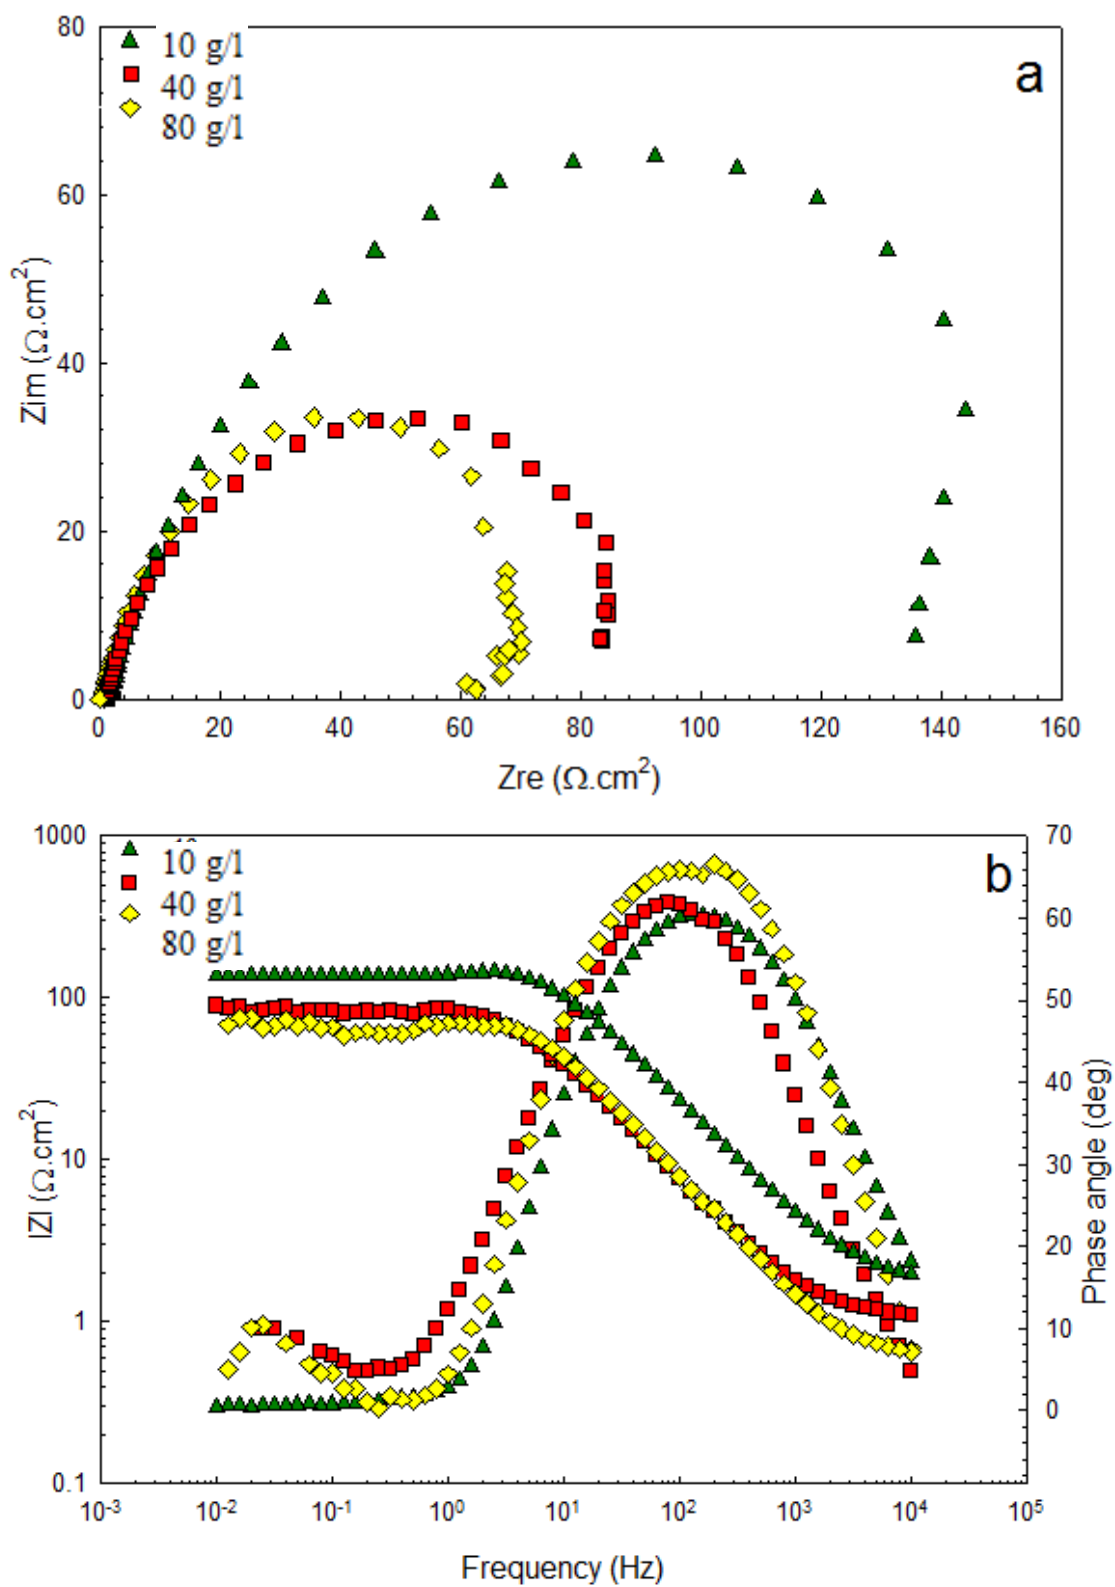 80
10 g/l
40 g/l
80 g/l
a
60
40
20
0
Zim (Ω.cm²)
0 20 40 60 80 100 120 140 160
Zre (Ω.cm²)
1000
100
10
1
0.1
IZI (Ω.cm²)
10 g/l
40 g/l
80 g/l
b
70
60
50
40
30
20
10
0
Phase angle (deg)
10⁻³ 10⁻² 10⁻¹ 10⁰ 10¹ 10² 10³ 10⁴ 10⁵
Frequency (Hz)